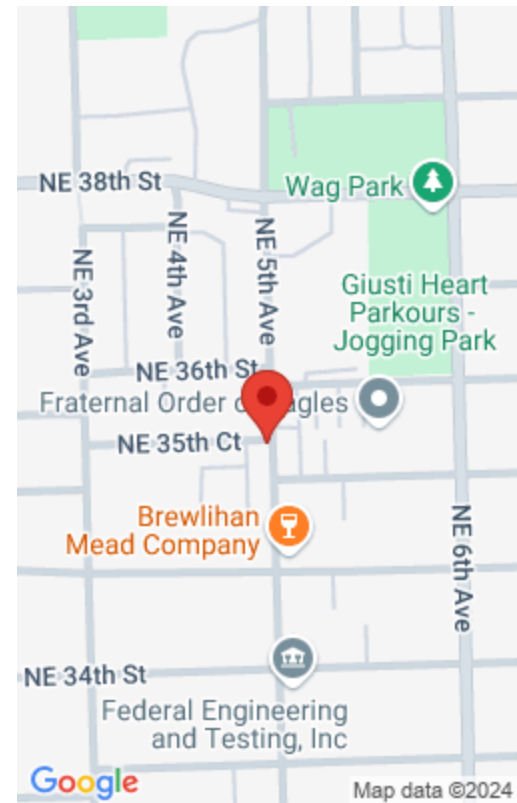 NE 38th St
Wag Park
NE 4th Ave
NE 5th Ave
NE 3rd Ave
Giusti Heart
Parkours -
Jogging Park
NE 36th St
Fraternal Order agles
NE 35th Ct
Brewlihan
Mead Company
NE 6th Ave
NE 34th St
Federal Engineering
and Testing, Inc
Google
Map data ©2024